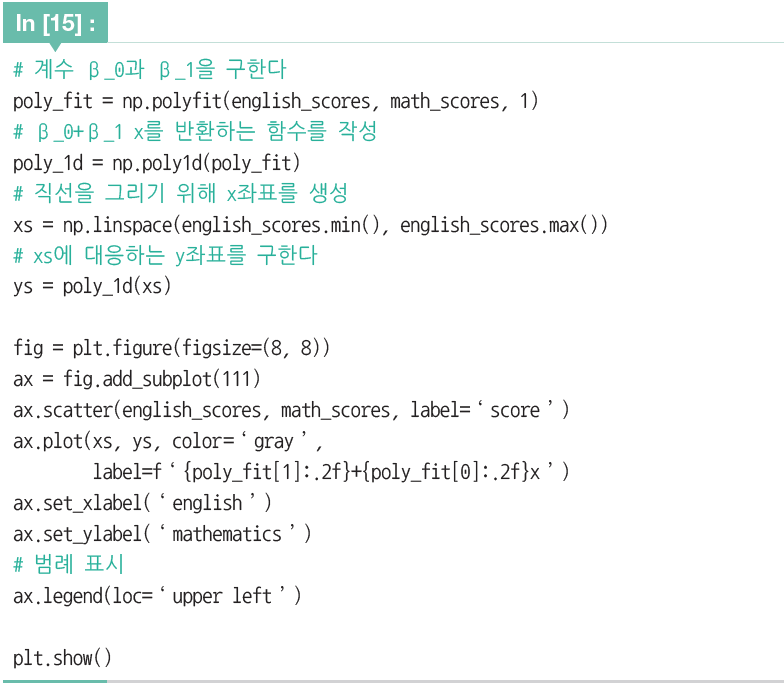 In [15] :
# 계수 β_0과 β_1을 구한다
poly_fit = np.polyfit(english_scores, math_scores, 1)
# β_0+β_1 x를 반환하는 함수를 작성
poly_1d = np.poly1d(poly_fit)
# 직선을 그리기 위해 x좌표를 생성
xs = np.linspace(english_scores.min(), english_scores.max())
# xs에 대응하는 y좌표를 구한다
ys = poly_1d(xs)
fig = plt.figure(figsize=(8, 8))
ax = fig.add_subplot(111)
ax.scatter(english_scores, math_scores, label=‘score’)
ax.plot(xs, ys, color=‘gray’,
label=f‘{poly_fit[1]:.2f}+{poly_fit[0]:.2f}x’)
ax.set_xlabel(‘english’)
ax.set_ylabel(‘mathematics’)
# 범례 표시
ax.legend(loc=‘upper left’)
plt.show()